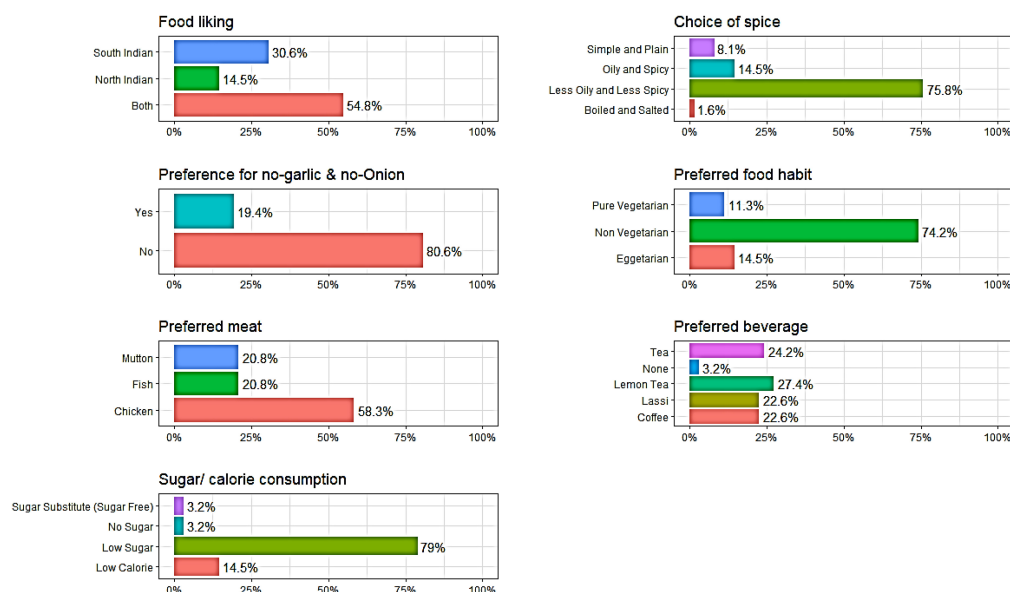 Food liking
South Indian 30.6%
North Indian 14.5%
Both 54.8%
0% 25% 50% 75% 100%
Choice of spice
Simple and Plain 8.1%
Oily and Spicy 14.5%
Less Oily and Less Spicy 75.8%
Boiled and Salted 1.6%
0% 25% 50% 75% 100%
Preference for no-garlic & no-Onion
Yes 19.4%
No 80.6%
0% 25% 50% 75% 100%
Preferred food habit
Pure Vegetarian 11.3%
Non Vegetarian 74.2%
Eggetarian 14.5%
0% 25% 50% 75% 100%
Preferred meat
Mutton 20.8%
Fish 20.8%
Chicken 58.3%
0% 25% 50% 75% 100%
Preferred beverage
Tea 24.2%
None 3.2%
Lemon Tea 27.4%
Lassi 22.6%
Coffee 22.6%
0% 25% 50% 75% 100%
Sugar/ calorie consumption
Sugar Substitute (Sugar Free) 3.2%
No Sugar 3.2%
Low Sugar 79%
Low Calorie 14.5%
0% 25% 50% 75% 100%